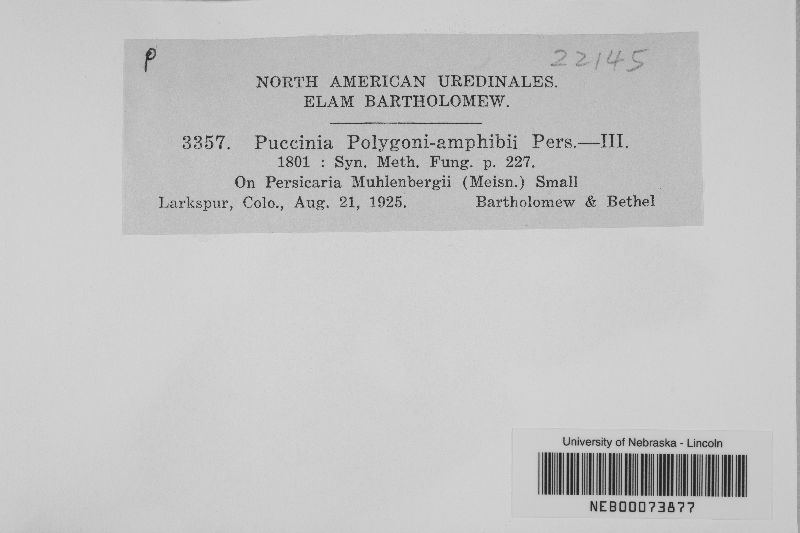 p
22145
NORTH AMERICAN UREDINALES.
ELAM BARTHOLOMEW.
3357. Puccinia Polygoni-amphibii Pers.—III.
1801 : Syn. Meth. Fung. p. 227.
On Persicaria Muhlenbergii (Meisn.) Small
Larkspur, Colo., Aug. 21, 1925. Bartholomew & Bethel
University of Nebraska - Lincoln
NEB00073877